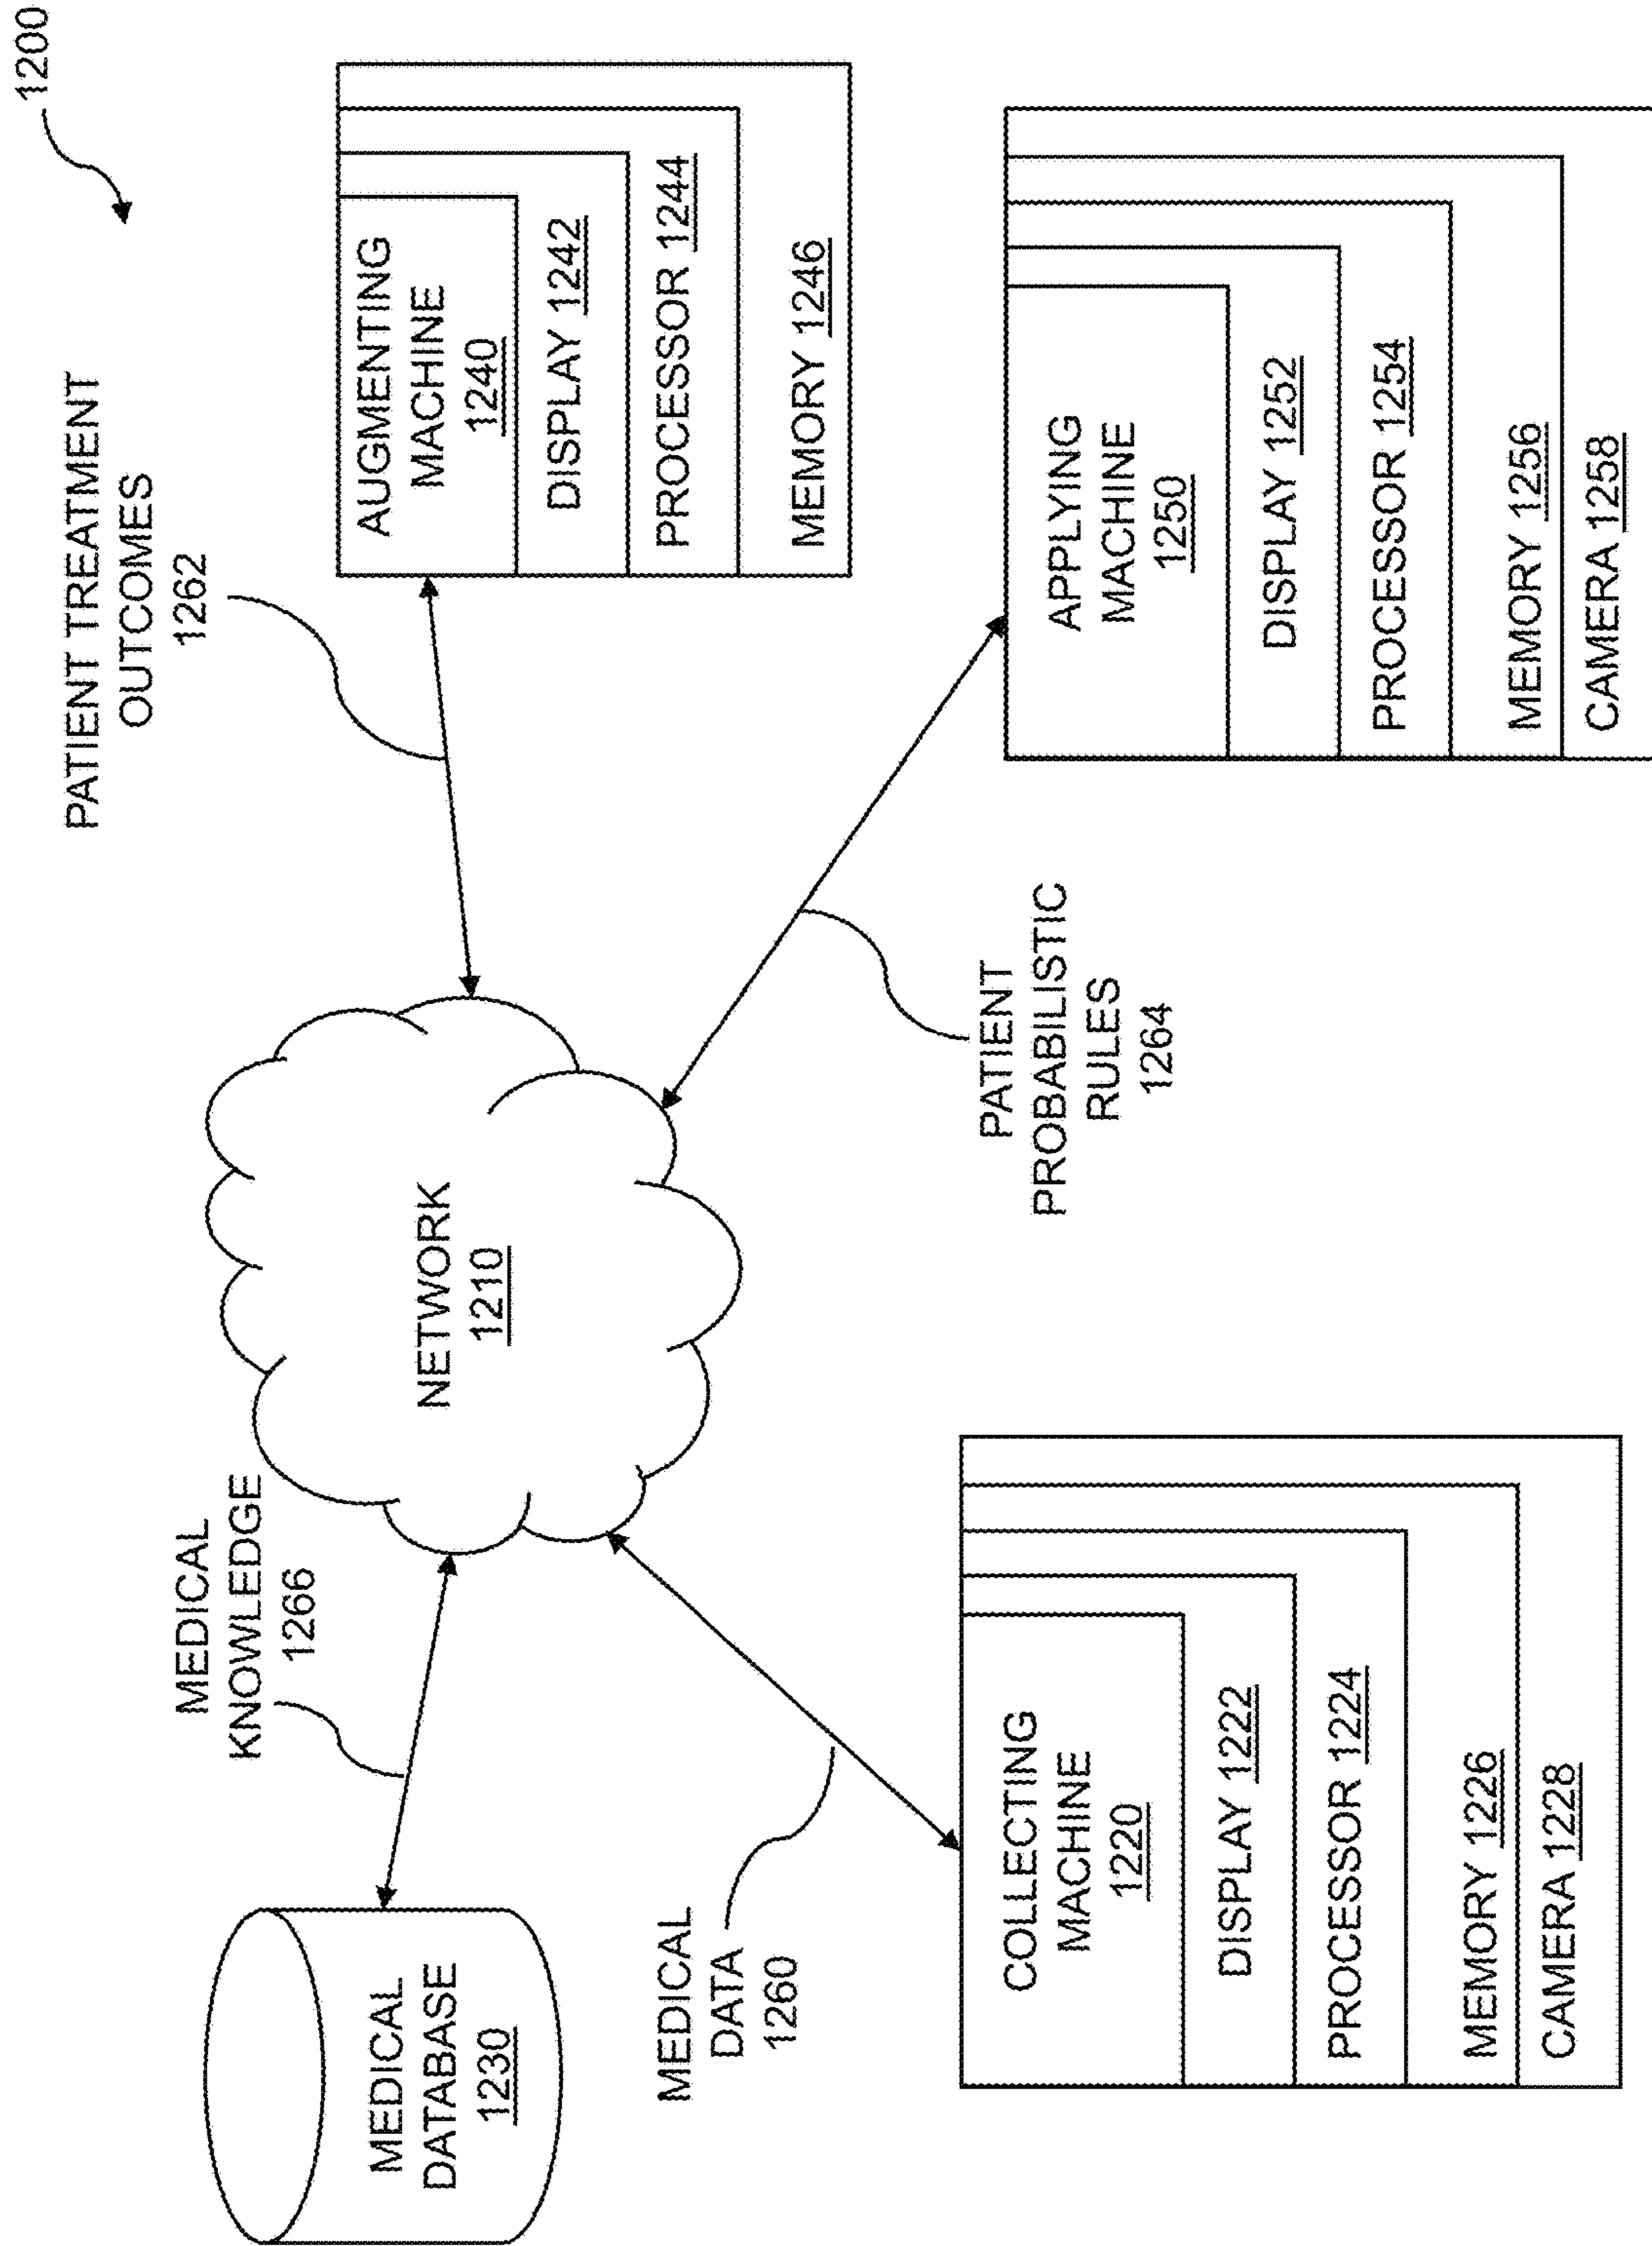 1200
PATIENT TREATMENT
OUTCOMES
1262
MEDICAL
KNOWLEDGE
1266
MEDICAL
DATABASE
1230
NETWORK
1210
AUGMENTING
MACHINE
1240
DISPLAY 1242
PROCESSOR 1244
MEMORY 1246
MEDICAL
DATA
1260
PATIENT
PROBABILISTIC
RULES
1264
COLLECTING
MACHINE
1220
DISPLAY 1222
PROCESSOR 1224
MEMORY 1226
CAMERA 1228
APPLYING
MACHINE
1250
DISPLAY 1252
PROCESSOR 1254
MEMORY 1256
CAMERA 1258